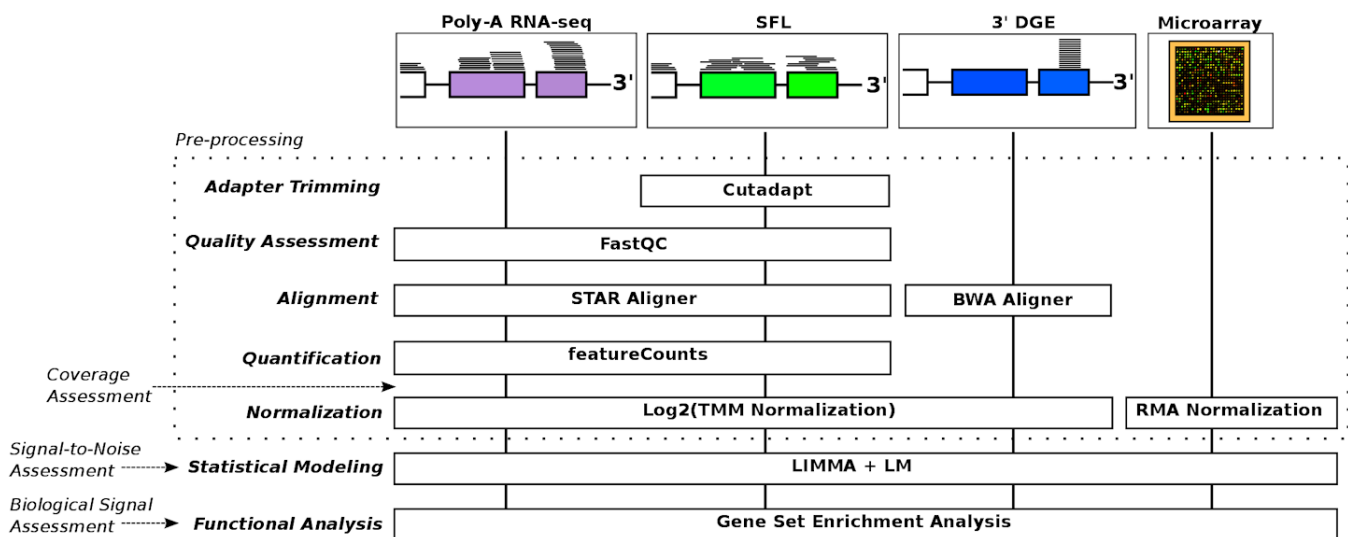 Poly-A RNA-seq
SFL
3' DGE
Microarray
3'
3'
3'
Pre-processing
Adapter Trimming
Cutadapt
Quality Assessment
FastQC
Alignment
STAR Aligner
BWA Aligner
Quantification
featureCounts
Coverage
Assessment
Normalization
Log2(TMM Normalization)
RMA Normalization
Signal-to-Noise
Assessment
Statistical Modeling
LIMMA + LM
Biological Signal
Assessment
Functional Analysis
Gene Set Enrichment Analysis